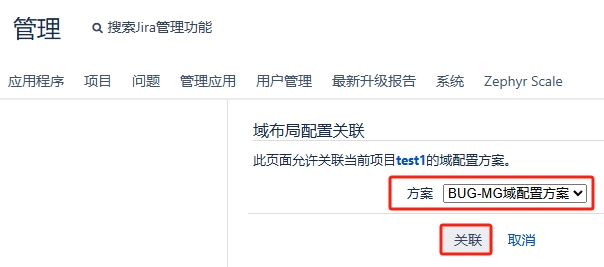 管理 搜索Jira管理功能
应用程序 项目 问题 管理应用 用户管理 最新升级报告 系统 Zephyr Scale
域布局配置关联
此页面允许关联当前项目test1的域配置方案。
方案 BUG-MG域配置方案
关联 取消